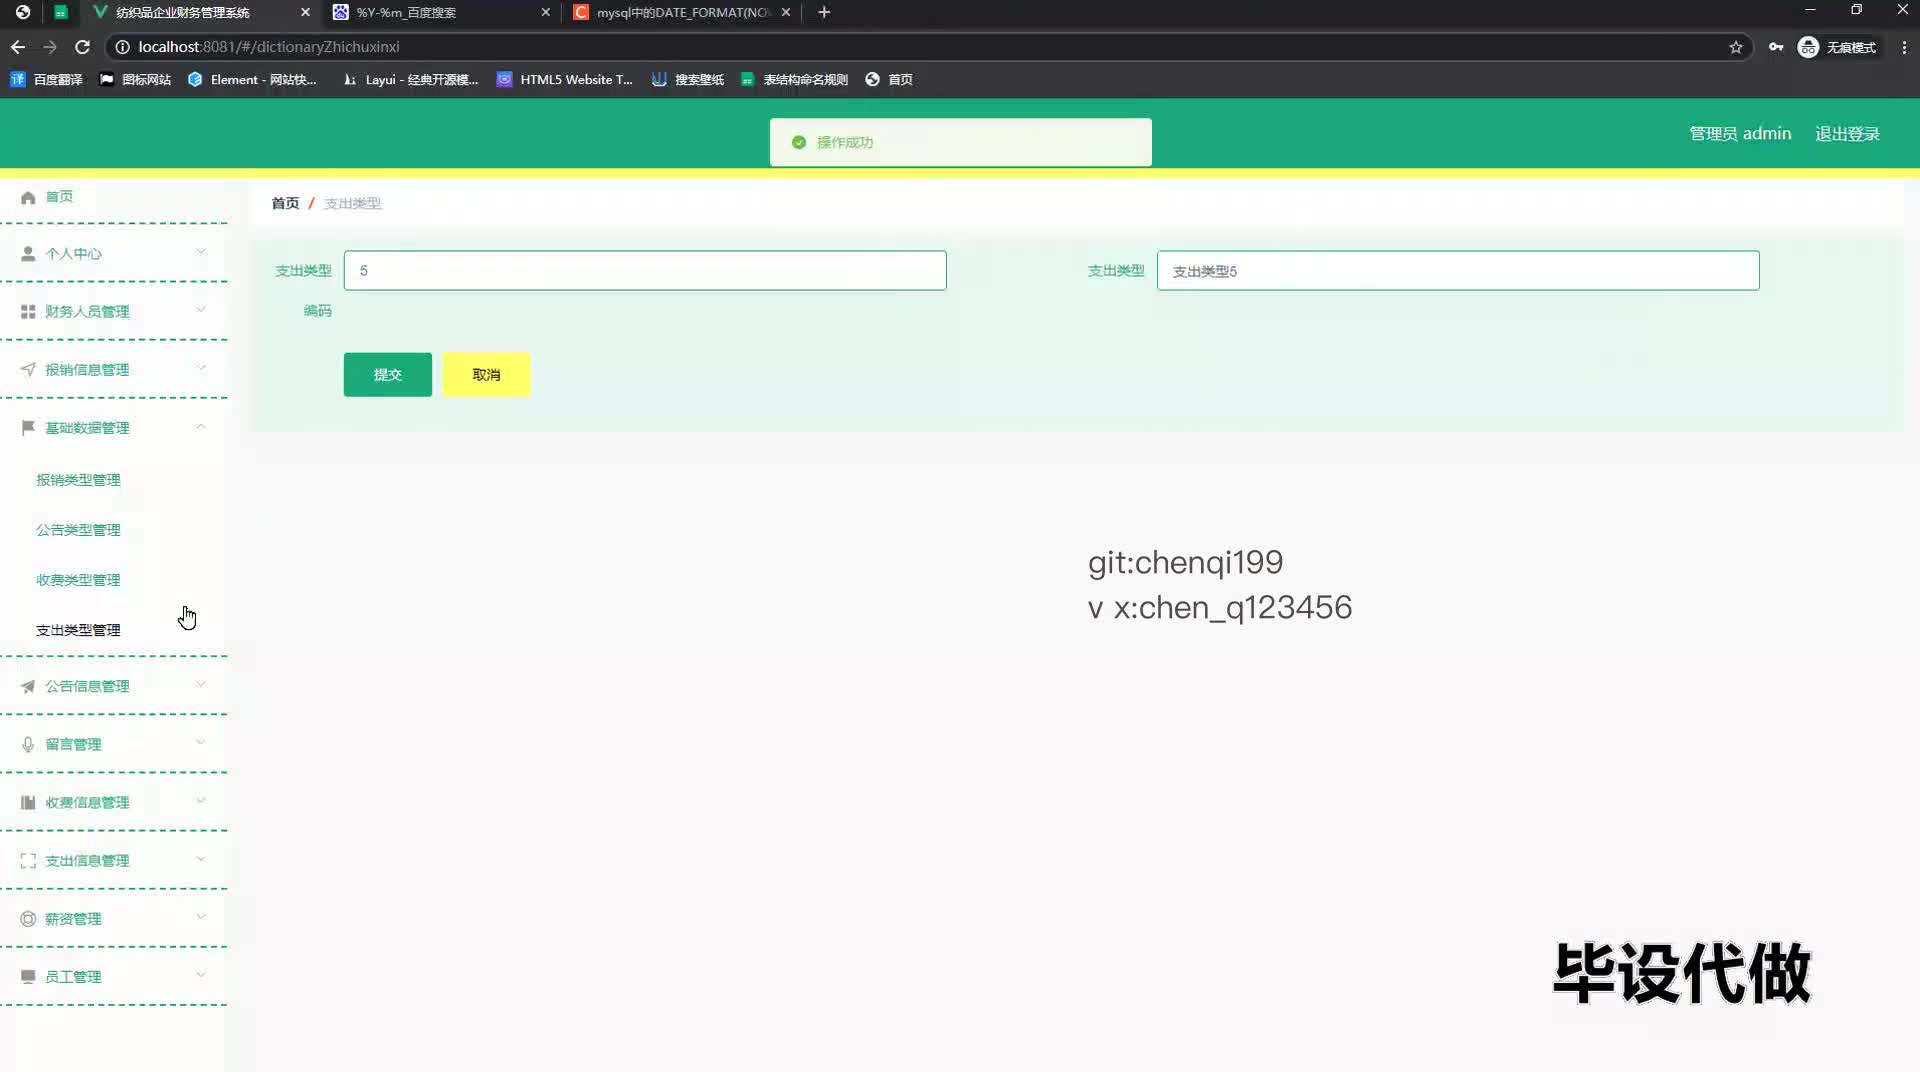 纺织品企业财务管理系统
%Y-%m_百度搜索
mysql中的DATE_FORMAT(NO
localhost:8081/#/dictionaryZhichuxinxi
无痕模式
百度翻译
图标网站
Element - 网站快...
Layui - 经典开源模...
HTML5 Website T...
搜索壁纸
表结构命名规则
首页
操作成功
管理员 admin
退出登录
首页
首页 / 支出类型
个人中心
支出类型编码
5
支出类型
支出类型5
财务人员管理
报销信息管理
提交
取消
基础数据管理
报销类型管理
公告类型管理
收费类型管理
支出类型管理
git:chenqi199
v x:chen_q123456
公告信息管理
留言管理
收费信息管理
支出信息管理
薪资管理
员工管理
毕设代做